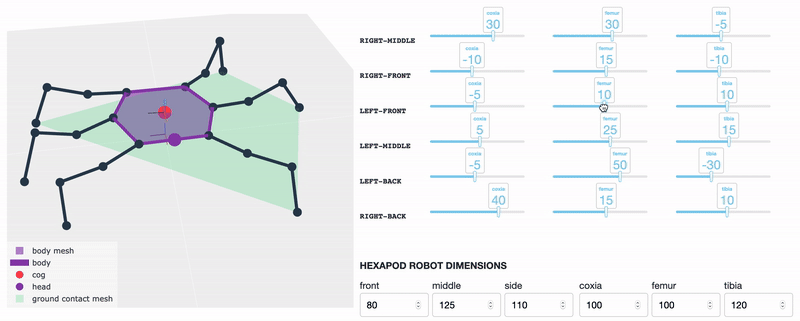 coxia femur tibia
30 30 -5
RIGHT-MIDDLE
coxia femur tibia
-10 15 -10
RIGHT-FRONT
coxia femur tibia
-5 10 10
LEFT-FRONT
coxia femur tibia
5 25 15
LEFT-MIDDLE
coxia femur tibia
-5 50 -30
LEFT-BACK
coxia femur tibia
40 15 10
RIGHT-BACK
body mesh
body
cog
head
ground contact mesh
HEXAPOD ROBOT DIMENSIONS
front middle side coxia femur tibia
80 125 110 100 100 120